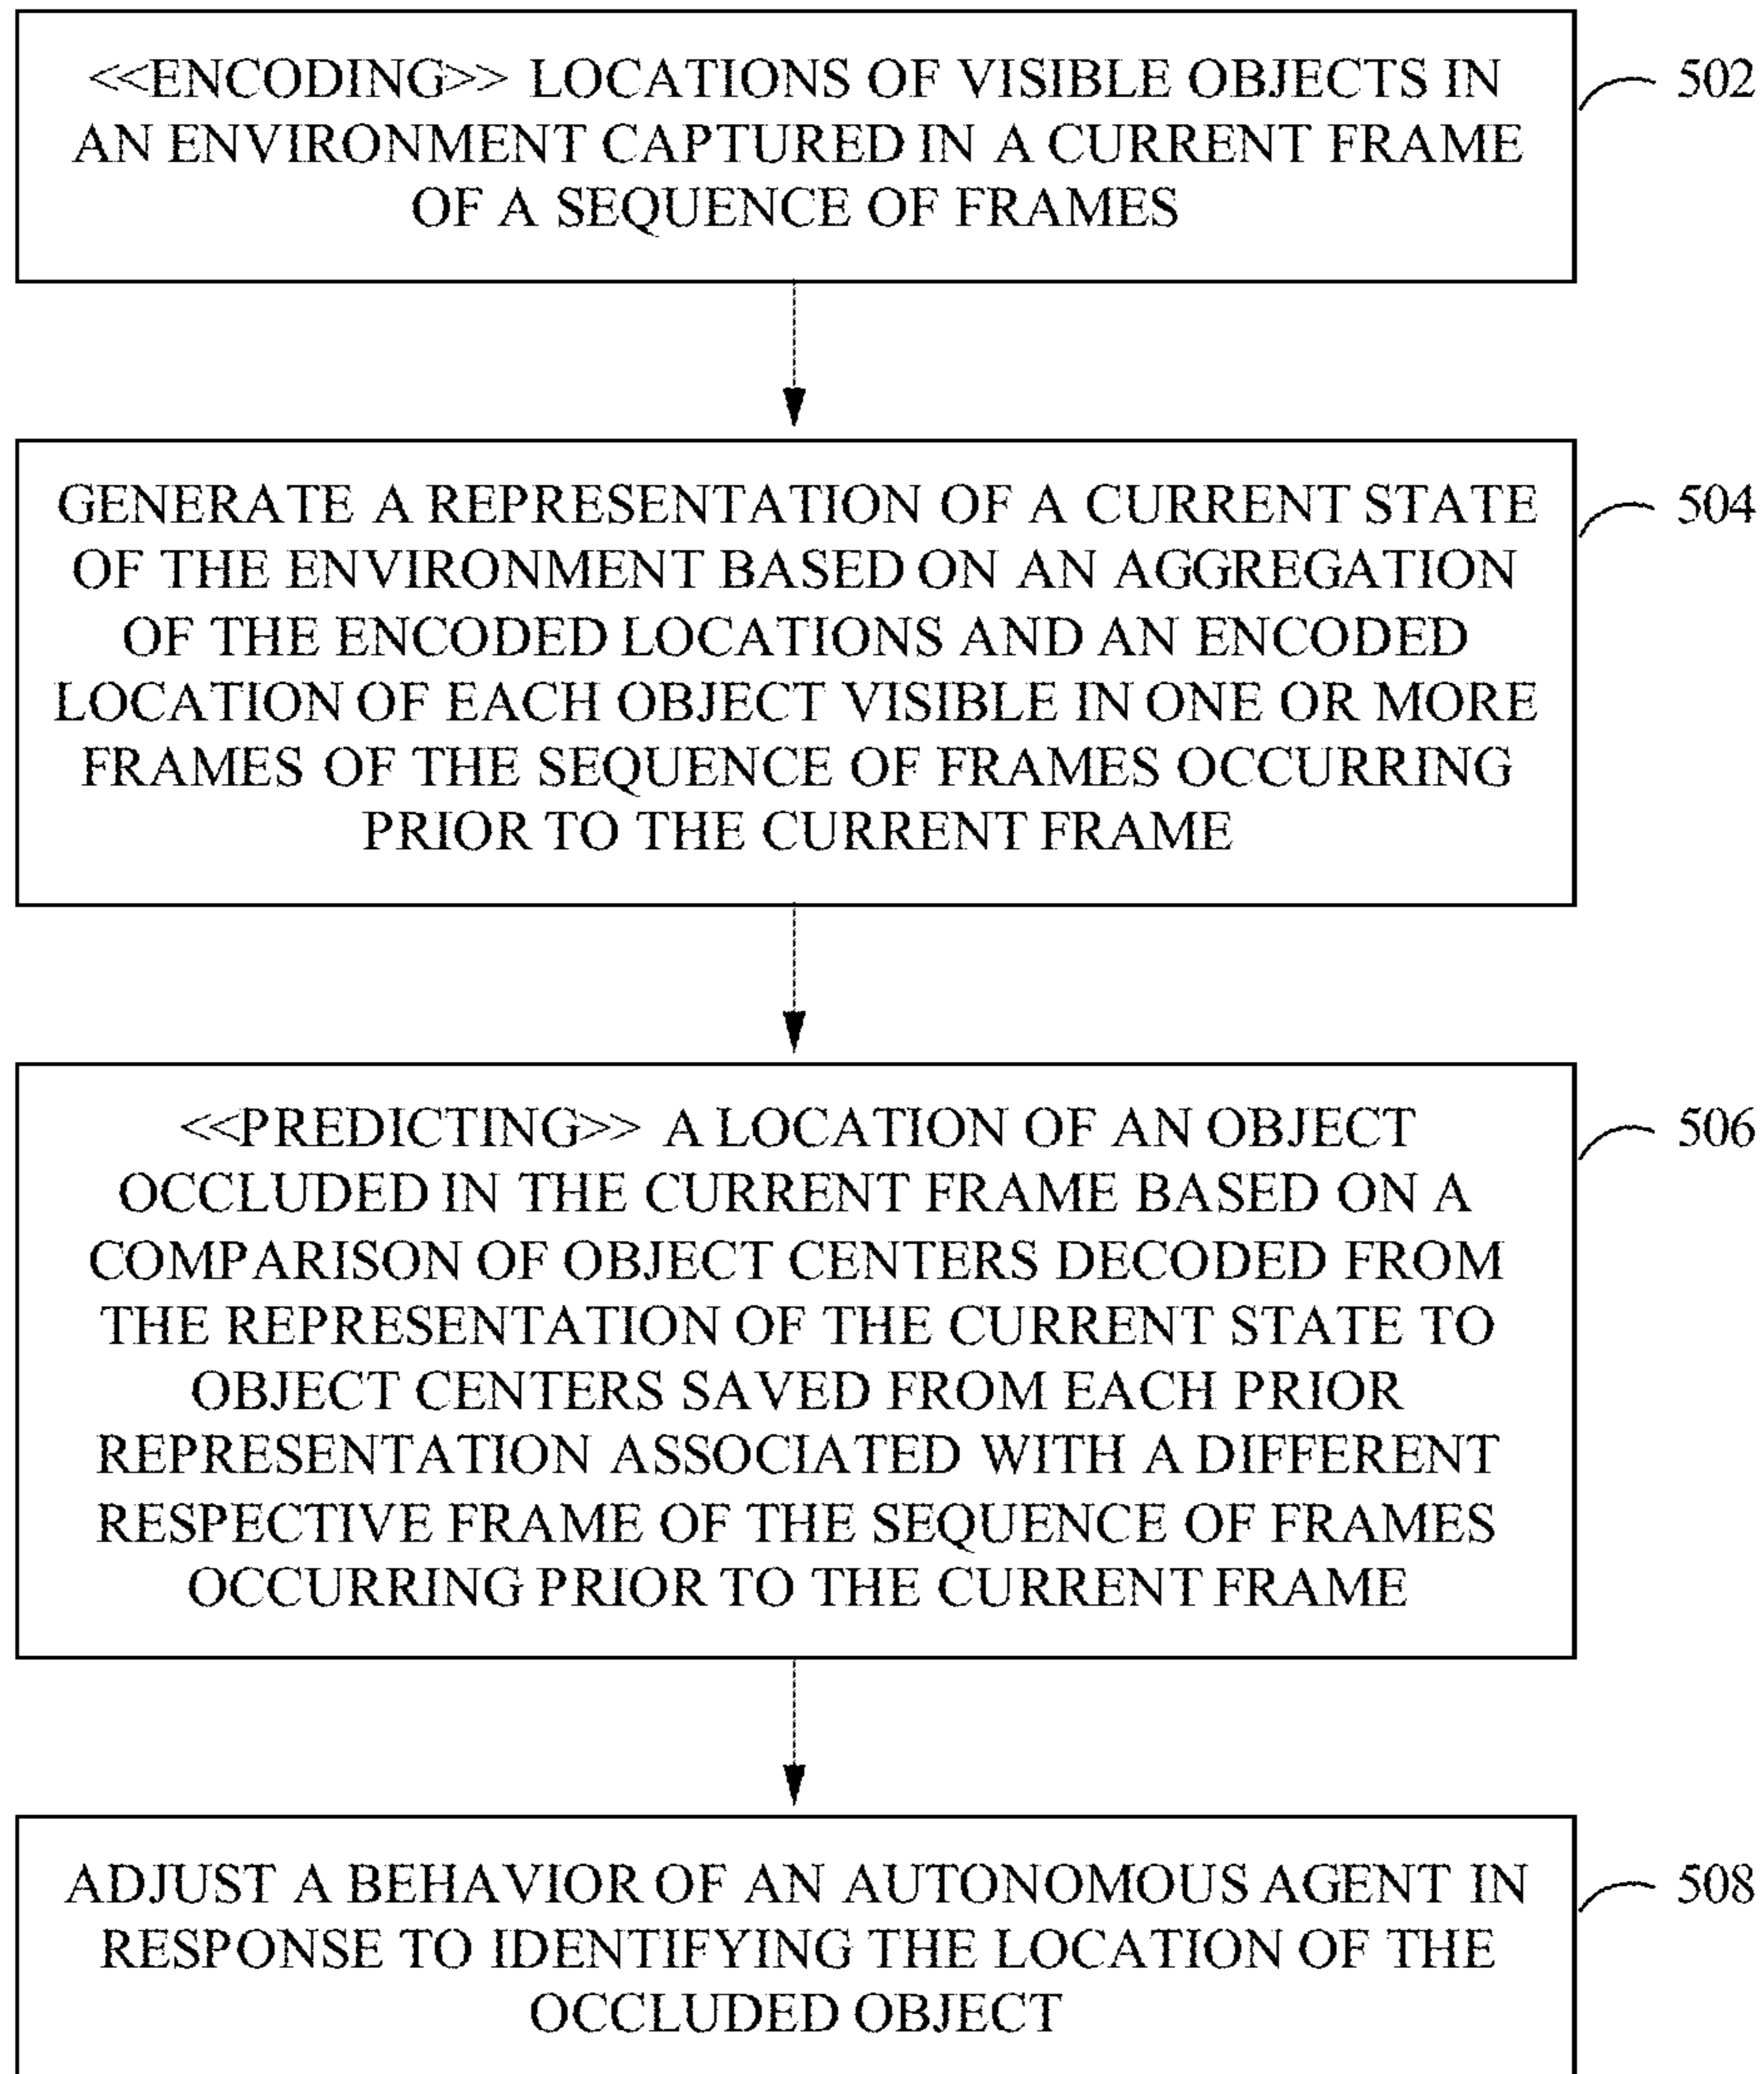 <<ENCODING>> LOCATIONS OF VISIBLE OBJECTS IN
AN ENVIRONMENT CAPTURED IN A CURRENT FRAME
OF A SEQUENCE OF FRAMES
502
GENERATE A REPRESENTATION OF A CURRENT STATE
OF THE ENVIRONMENT BASED ON AN AGGREGATION
OF THE ENCODED LOCATIONS AND AN ENCODED
LOCATION OF EACH OBJECT VISIBLE IN ONE OR MORE
FRAMES OF THE SEQUENCE OF FRAMES OCCURRING
PRIOR TO THE CURRENT FRAME
504
<<PREDICTING>> A LOCATION OF AN OBJECT
OCCLUDED IN THE CURRENT FRAME BASED ON A
COMPARISON OF OBJECT CENTERS DECODED FROM
THE REPRESENTATION OF THE CURRENT STATE TO
OBJECT CENTERS SAVED FROM EACH PRIOR
REPRESENTATION ASSOCIATED WITH A DIFFERENT
RESPECTIVE FRAME OF THE SEQUENCE OF FRAMES
OCCURRING PRIOR TO THE CURRENT FRAME
506
ADJUST A BEHAVIOR OF AN AUTONOMOUS AGENT IN
RESPONSE TO IDENTIFYING THE LOCATION OF THE
OCCLUDED OBJECT
508